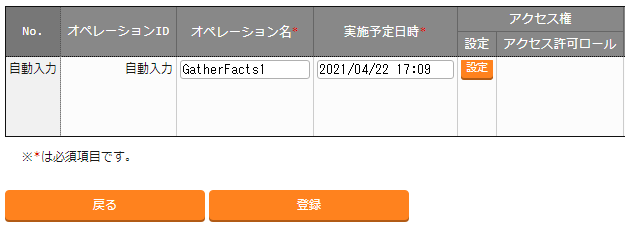 No. オペレーションID オペレーション名* 実施予定日時* アクセス権
設定 アクセス許可ロール
自動入力 自動入力 GatherFacts1 2021/04/22 17:09 設定
※*は必須項目です。
戻る 登録